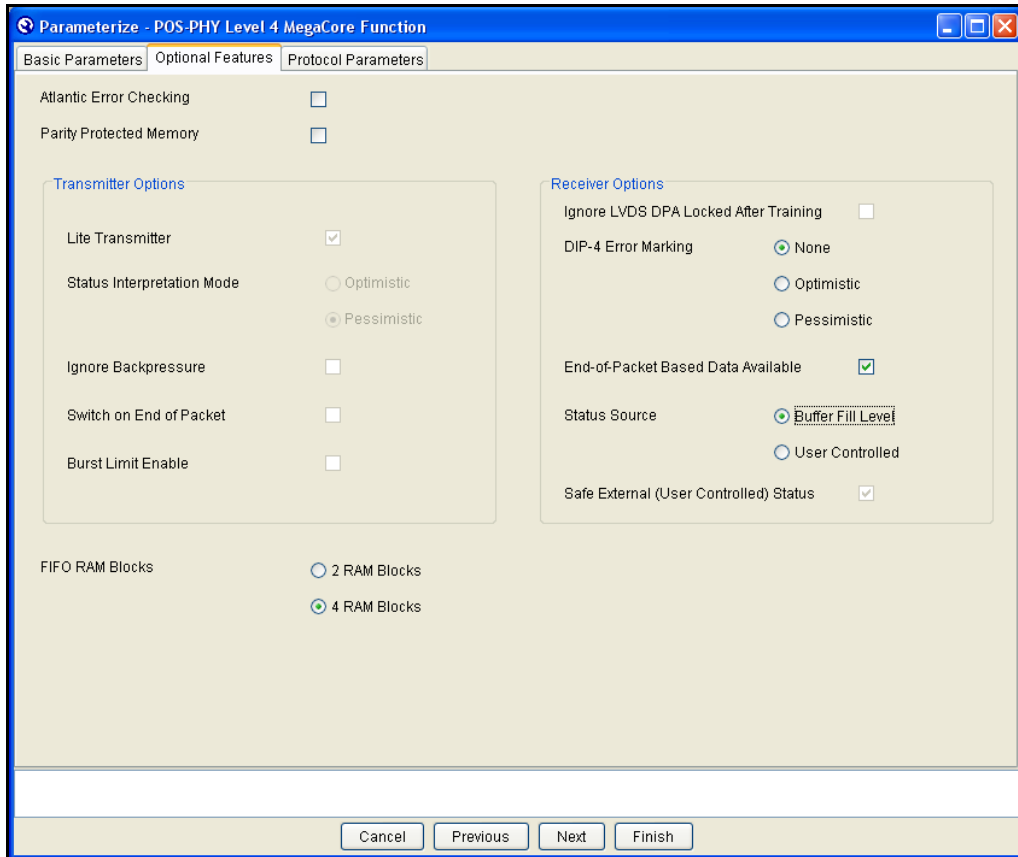 Parameterize - POS-PHY Level 4 MegaCore Function
Basic Parameters Optional Features Protocol Parameters
Atlantic Error Checking
Parity Protected Memory
Transmitter Options
Lite Transmitter
Status Interpretation Mode Optimistic
Pessimistic
Ignore Backpressure
Switch on End of Packet
Burst Limit Enable
Receiver Options
Ignore LVDS DPA Locked After Training
DIP-4 Error Marking None
Optimistic
Pessimistic
End-of-Packet Based Data Available
Status Source Buffer Fill Level
User Controlled
Safe External (User Controlled) Status
FIFO RAM Blocks 2 RAM Blocks
4 RAM Blocks
Cancel Previous Next Finish